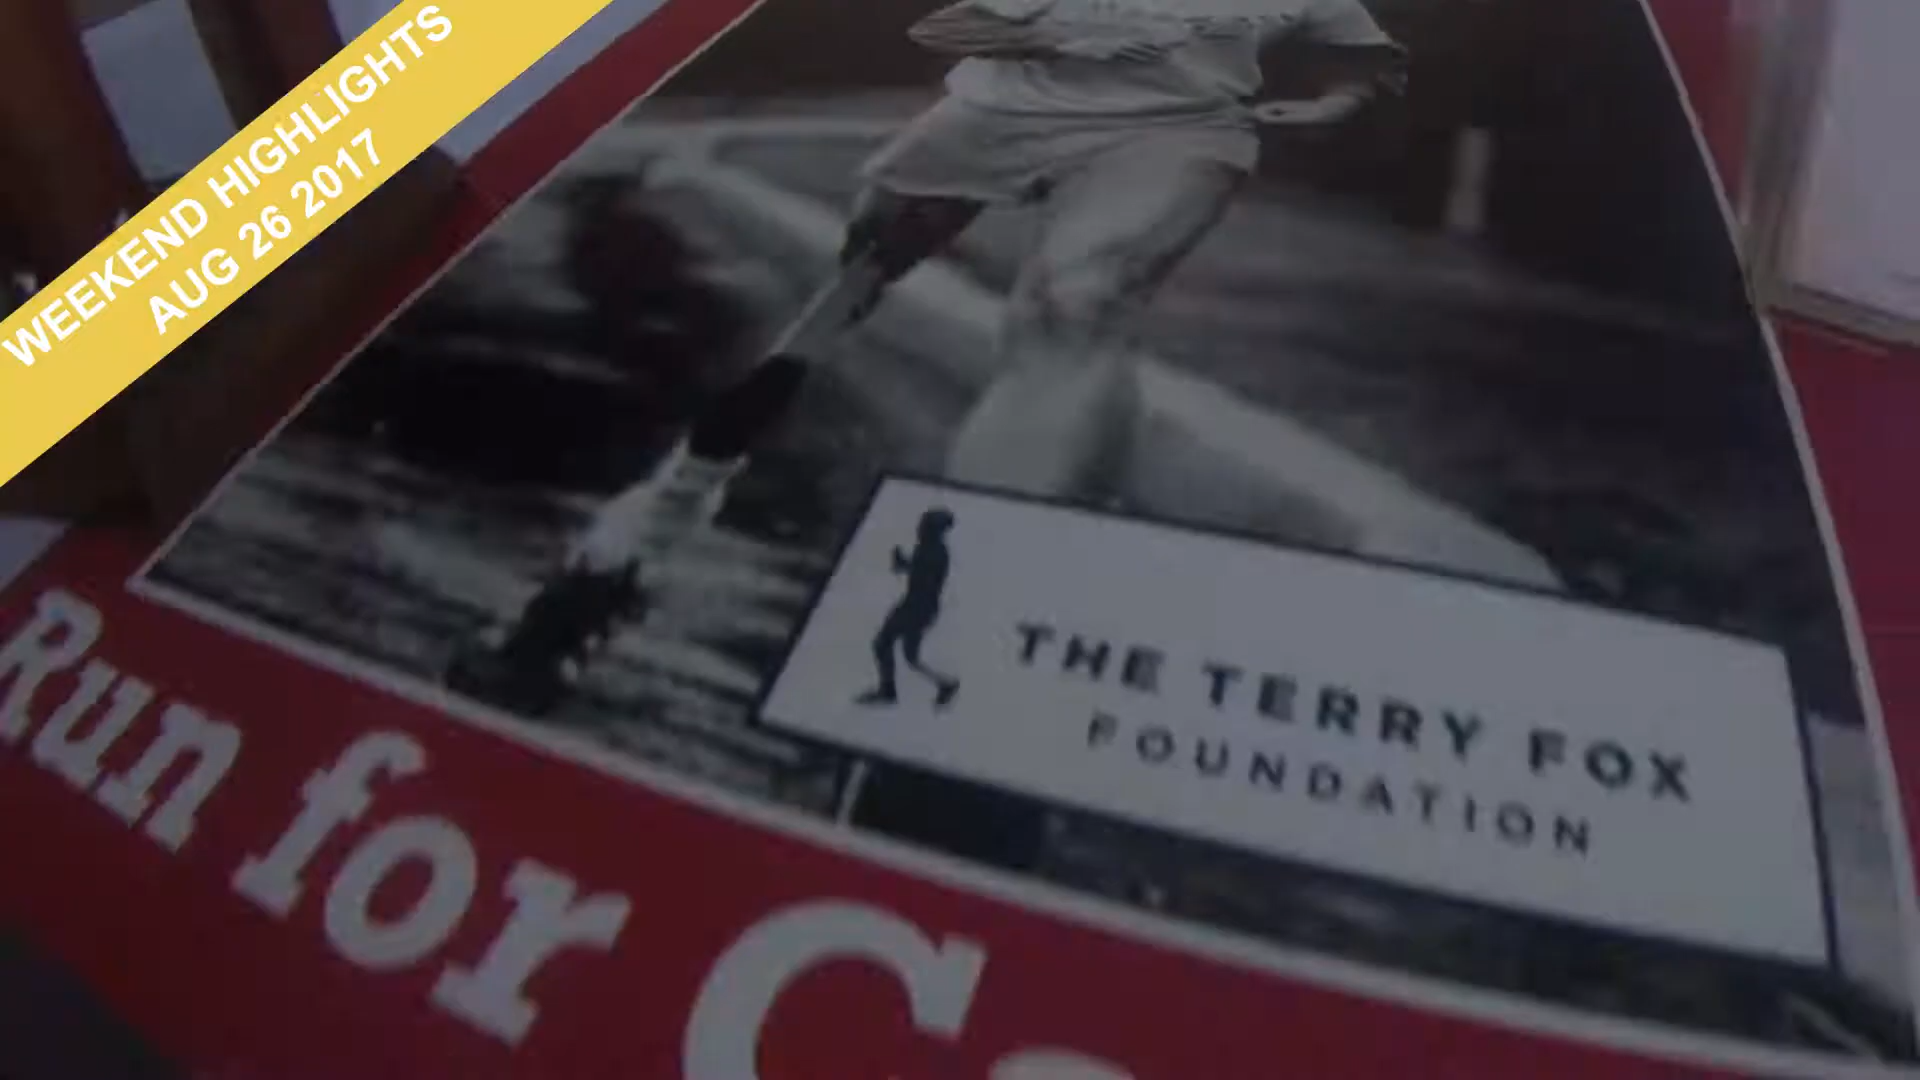 WEEKEND HIGHLIGHTS
AUG 26 2017
THE TERRY FOX
FOUNDATION
Run for